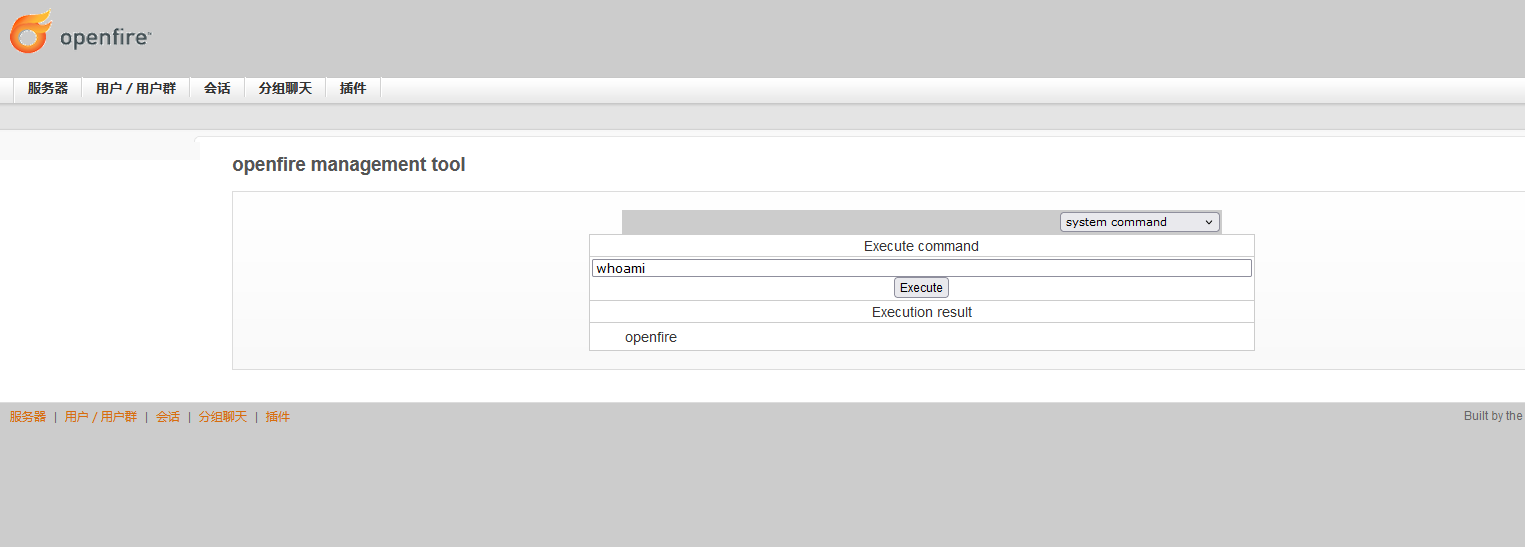 openfire™
服务器 用户 / 用户群 会话 分组聊天 插件
openfire management tool
system command
Execute command
whoami
Execute
Execution result
openfire
服务器 | 用户 / 用户群 | 会话 | 分组聊天 | 插件
Built by the